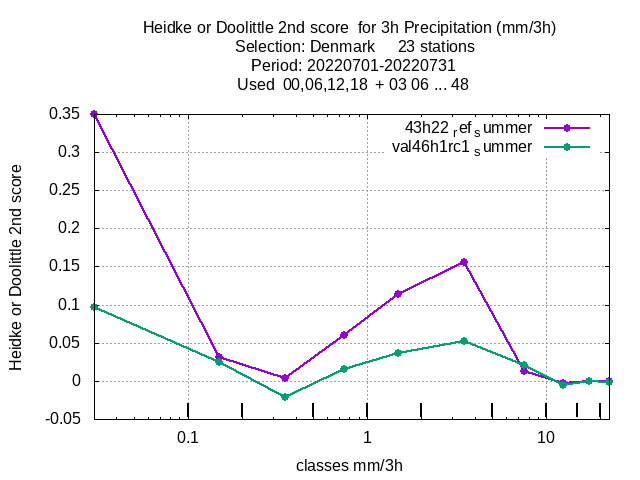 Heidke or Doolittle 2nd score  for 3h Precipitation (mm/3h)
Selection: Denmark     23 stations
Period: 20220701-20220731
Used  00,06,12,18  + 03 06 ... 48
43h22 ref summer
val46h1rc1 summer
0.35
0.3
0.25
0.2
0.15
0.1
0.05
0
-0.05
Heidke or Doolittle 2nd score
0.1 1 10
classes mm/3h